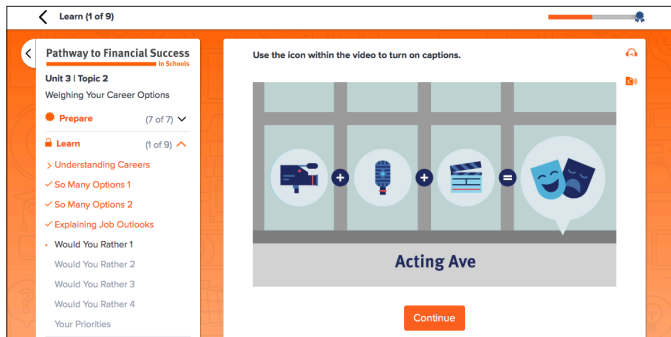 Learn (1 of 9)
Pathway to Financial Success
in Schools
Unit 3 | Topic 2
Weighing Your Career Options
Prepare (7 of 7)
Learn (1 of 9)
Understanding Careers
So Many Options 1
So Many Options 2
Explaining Job Outlooks
Would You Rather 1
Would You Rather 2
Would You Rather 3
Would You Rather 4
Your Priorities
Use the icon within the video to turn on captions.
+ + =
Acting Ave
Continue